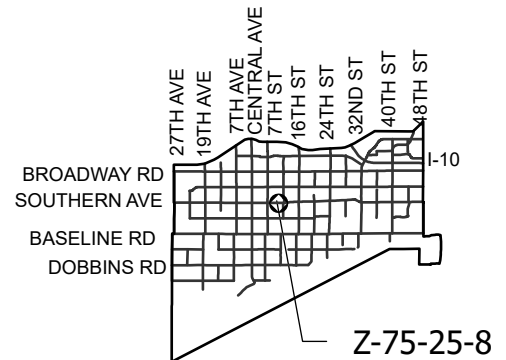 27TH AVE
19TH AVE
7TH AVE
CENTRAL AVE
7TH ST
16TH ST
24TH ST
32ND ST
40TH ST
48TH ST
BROADWAY RD
I-10
SOUTHERN AVE
BASELINE RD
DOBBINS RD
Z-75-25-8